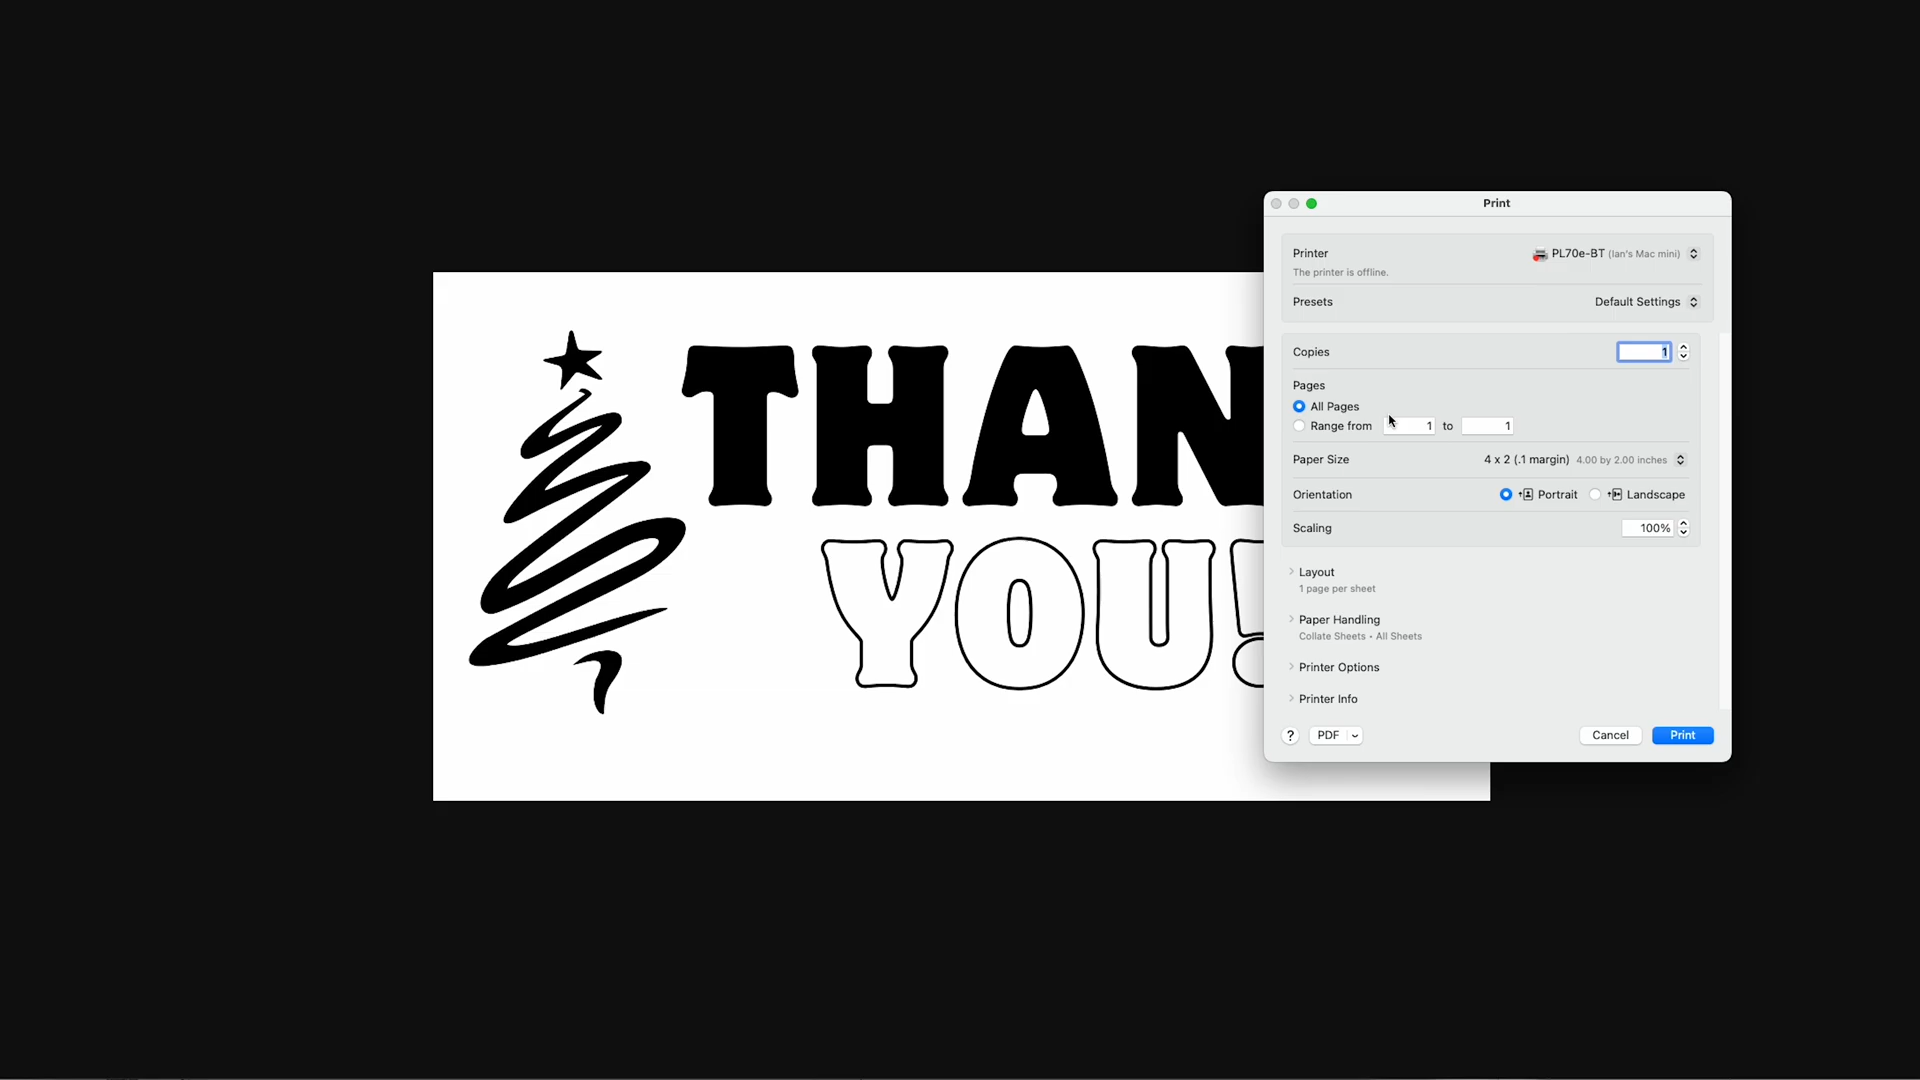 THAN
YOU!
Print
Printer
PL70e-BT (Ian's Mac mini)
The printer is offline.
Presets
Default Settings
Copies
1
Pages
All Pages
Range from 1 to 1
Paper Size
4 x 2 (.1 margin) 4.00 by 2.00 inches
Orientation
Portrait
Landscape
Scaling
100%
Layout
1 page per sheet
Paper Handling
Collate Sheets • All Sheets
Printer Options
Printer Info
?
PDF
Cancel
Print